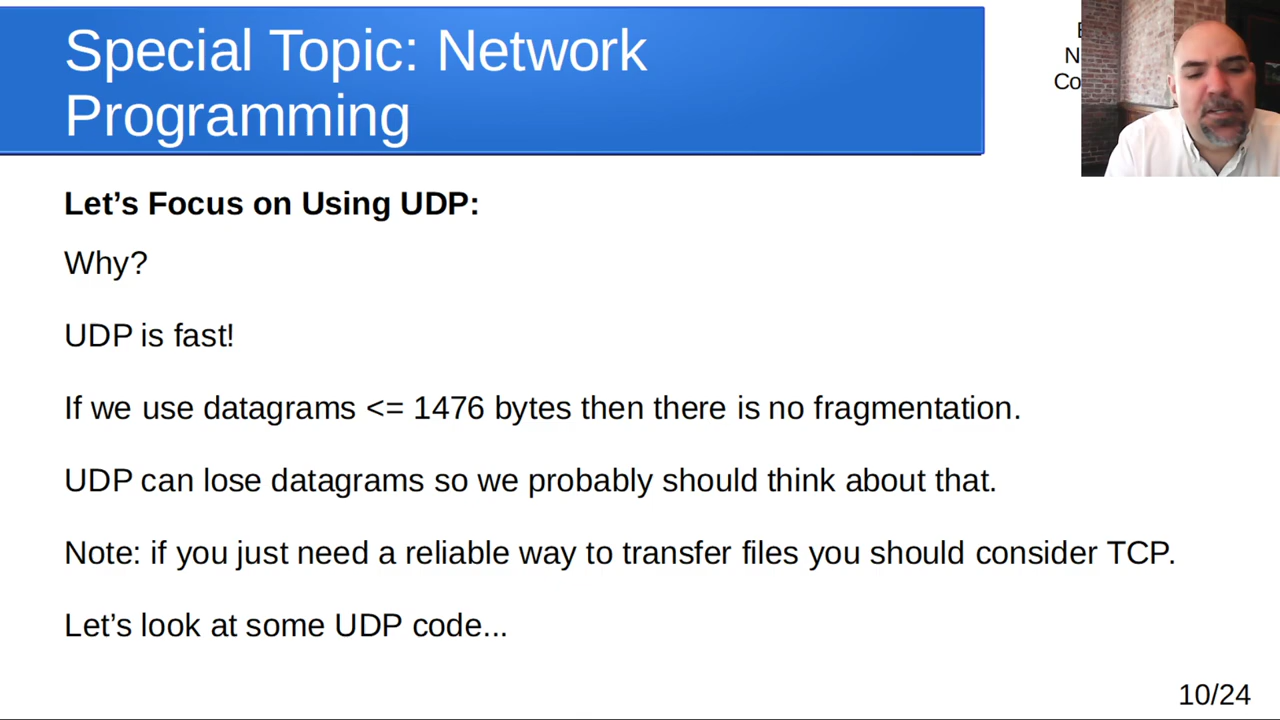 Special Topic: Network
Programming
Co
Let’s Focus on Using UDP:
Why?
UDP is fast!
If we use datagrams <= 1476 bytes then there is no fragmentation.
UDP can lose datagrams so we probably should think about that.
Note: if you just need a reliable way to transfer files you should consider TCP.
Let’s look at some UDP code...
10/24